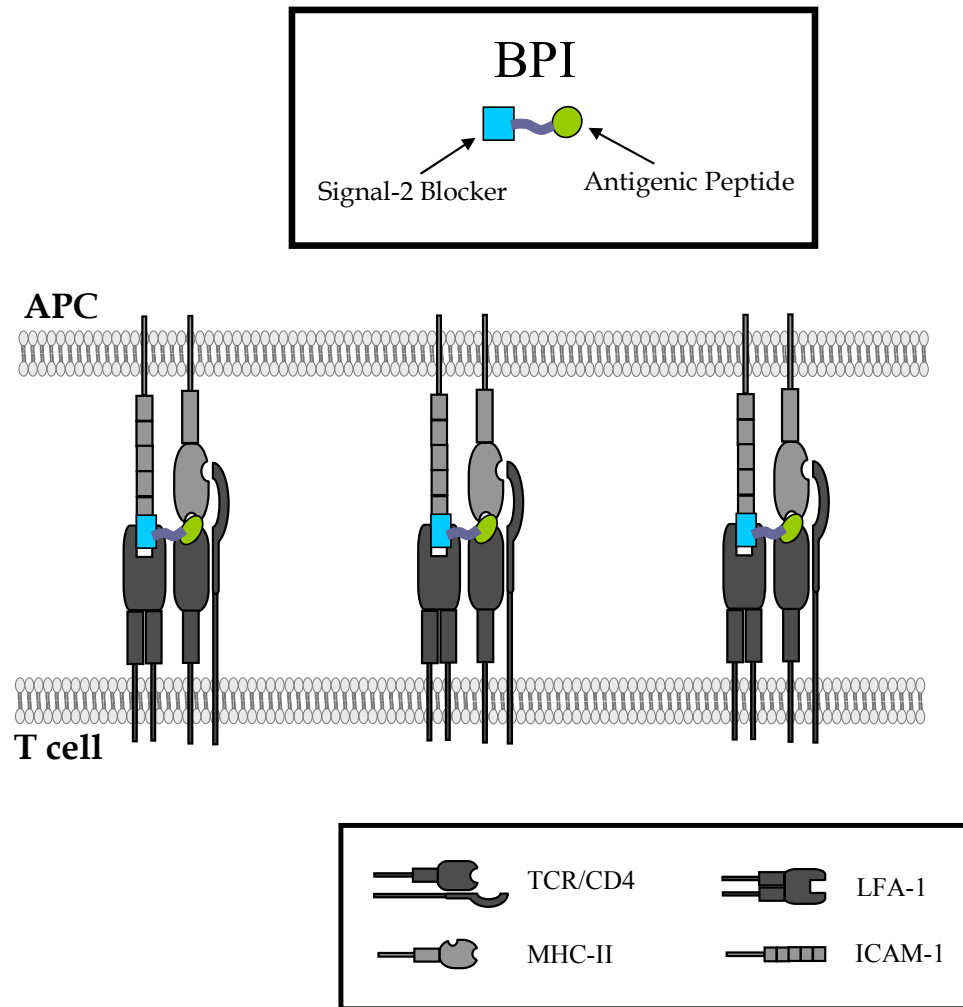 BPI
Signal-2 Blocker
Antigenic Peptide
APC
T cell
TCR/CD4
LFA-1
MHC-II
ICAM-1